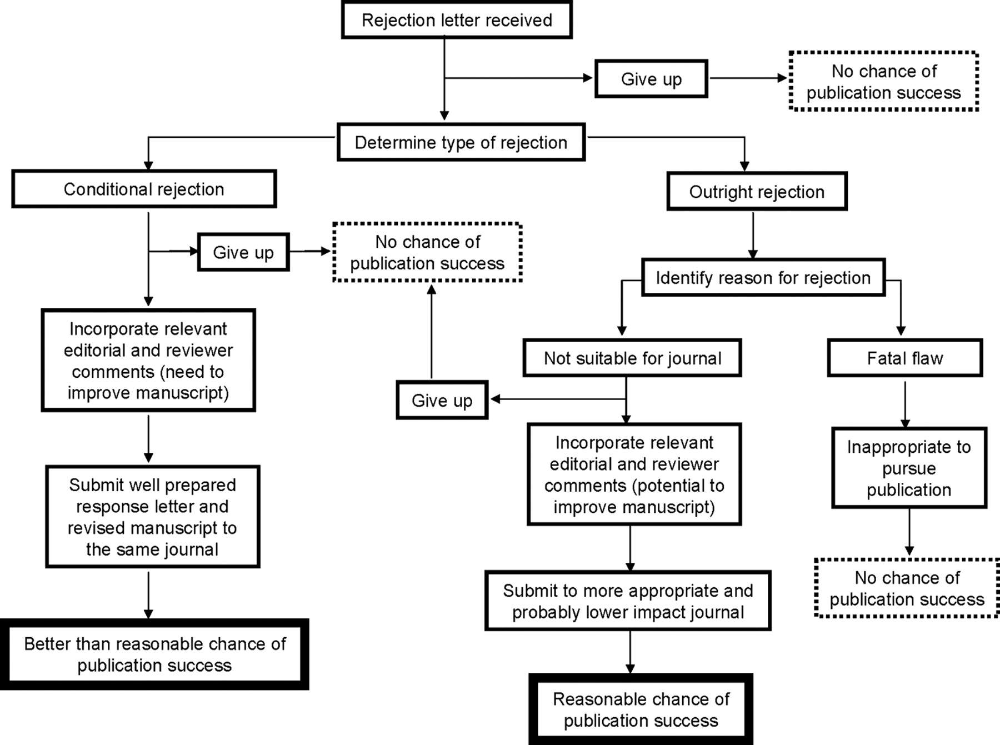 Rejection letter received
Give up
No chance of
publication success
Determine type of rejection
Conditional rejection
Outright rejection
Give up
No chance of
publication success
Identify reason for rejection
Incorporate relevant
editorial and reviewer
comments (need to
improve manuscript)
Not suitable for journal
Fatal flaw
Give up
Incorporate relevant
editorial and reviewer
comments (potential to
improve manuscript)
Inappropriate to
pursue
publication
Submit well prepared
response letter and
revised manuscript to
the same journal
Submit to more appropriate and
probably lower impact journal
No chance of
publication success
Better than reasonable chance of
publication success
Reasonable chance of
publication success